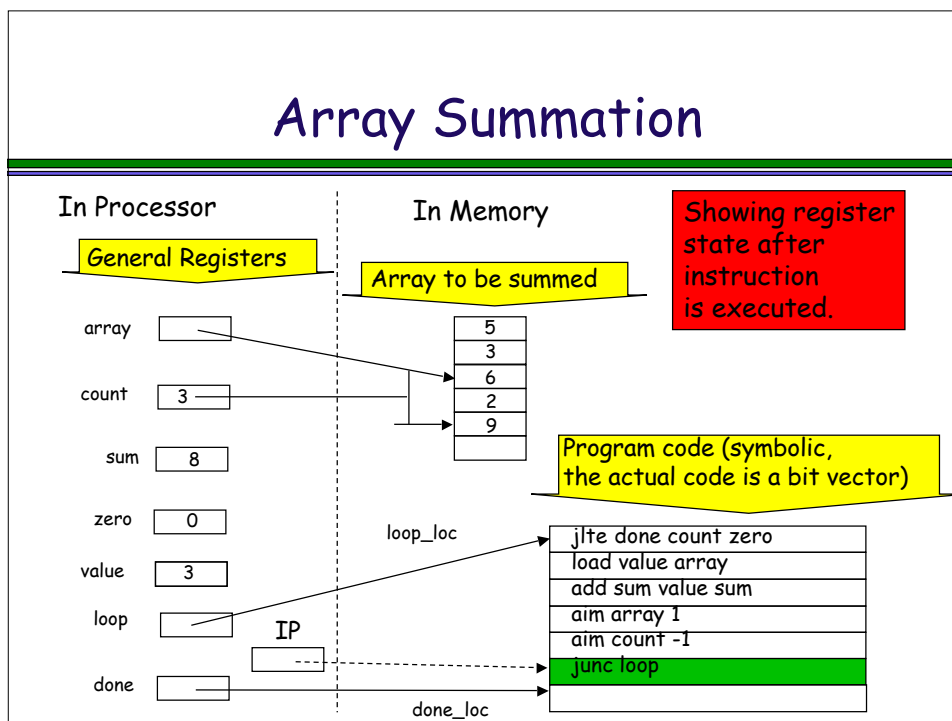 Array Summation
In Processor
In Memory
Showing register
state after
instruction
is executed.
General Registers
Array to be summed
array
5
3
6
2
9
count
3
sum
8
Program code (symbolic,
the actual code is a bit vector)
zero
0
value
3
loop
IP
done
loop_loc
done_loc
jlte done count zero
load value array
add sum value sum
aim array 1
aim count -1
junc loop